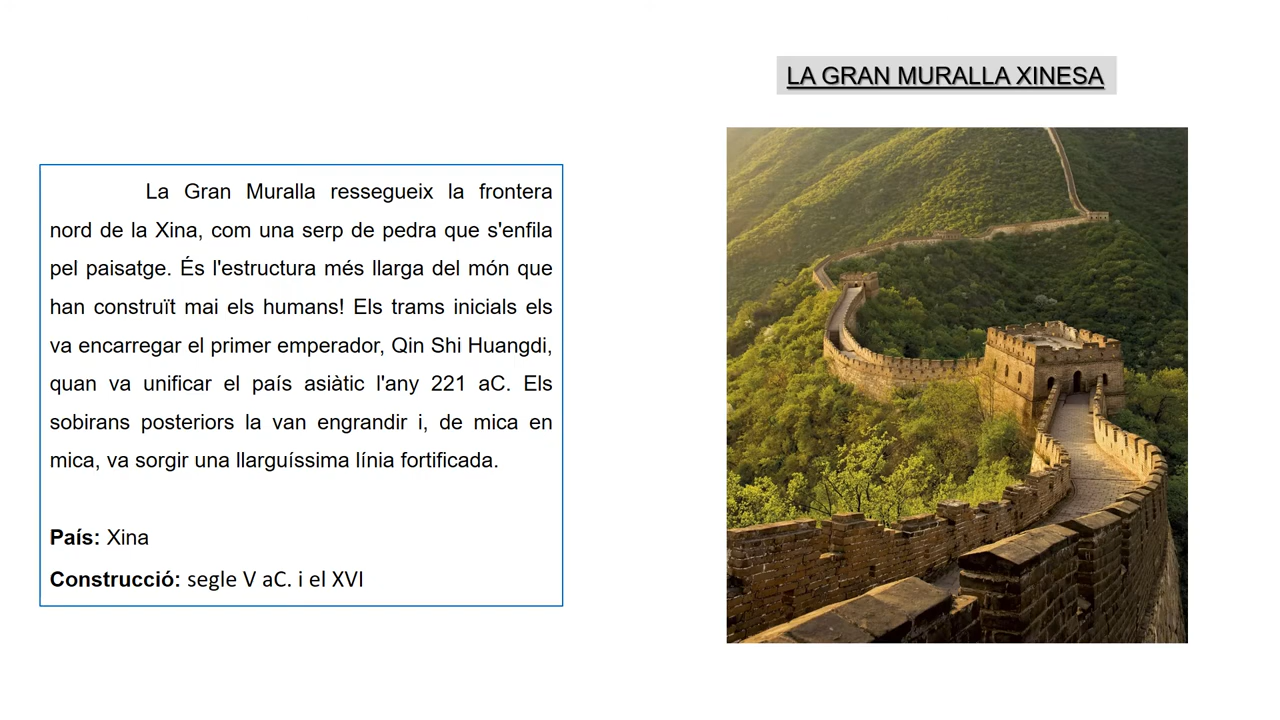 LA GRAN MURALLA XINESA
La Gran Muralla ressegueix la frontera
nord de la Xina, com una serp de pedra que s'enfila
pel paisatge. És l'estructura més llarga del món que
han construït mai els humans! Els trams inicials els
va encarregar el primer emperador, Qin Shi Huangdi,
quan va unificar el país asiàtic l'any 221 aC. Els
sobirans posteriors la van engrandir i, de mica en
mica, va sorgir una llarguíssima línia fortificada.
País: Xina
Construcció: segle V aC. i el XVI